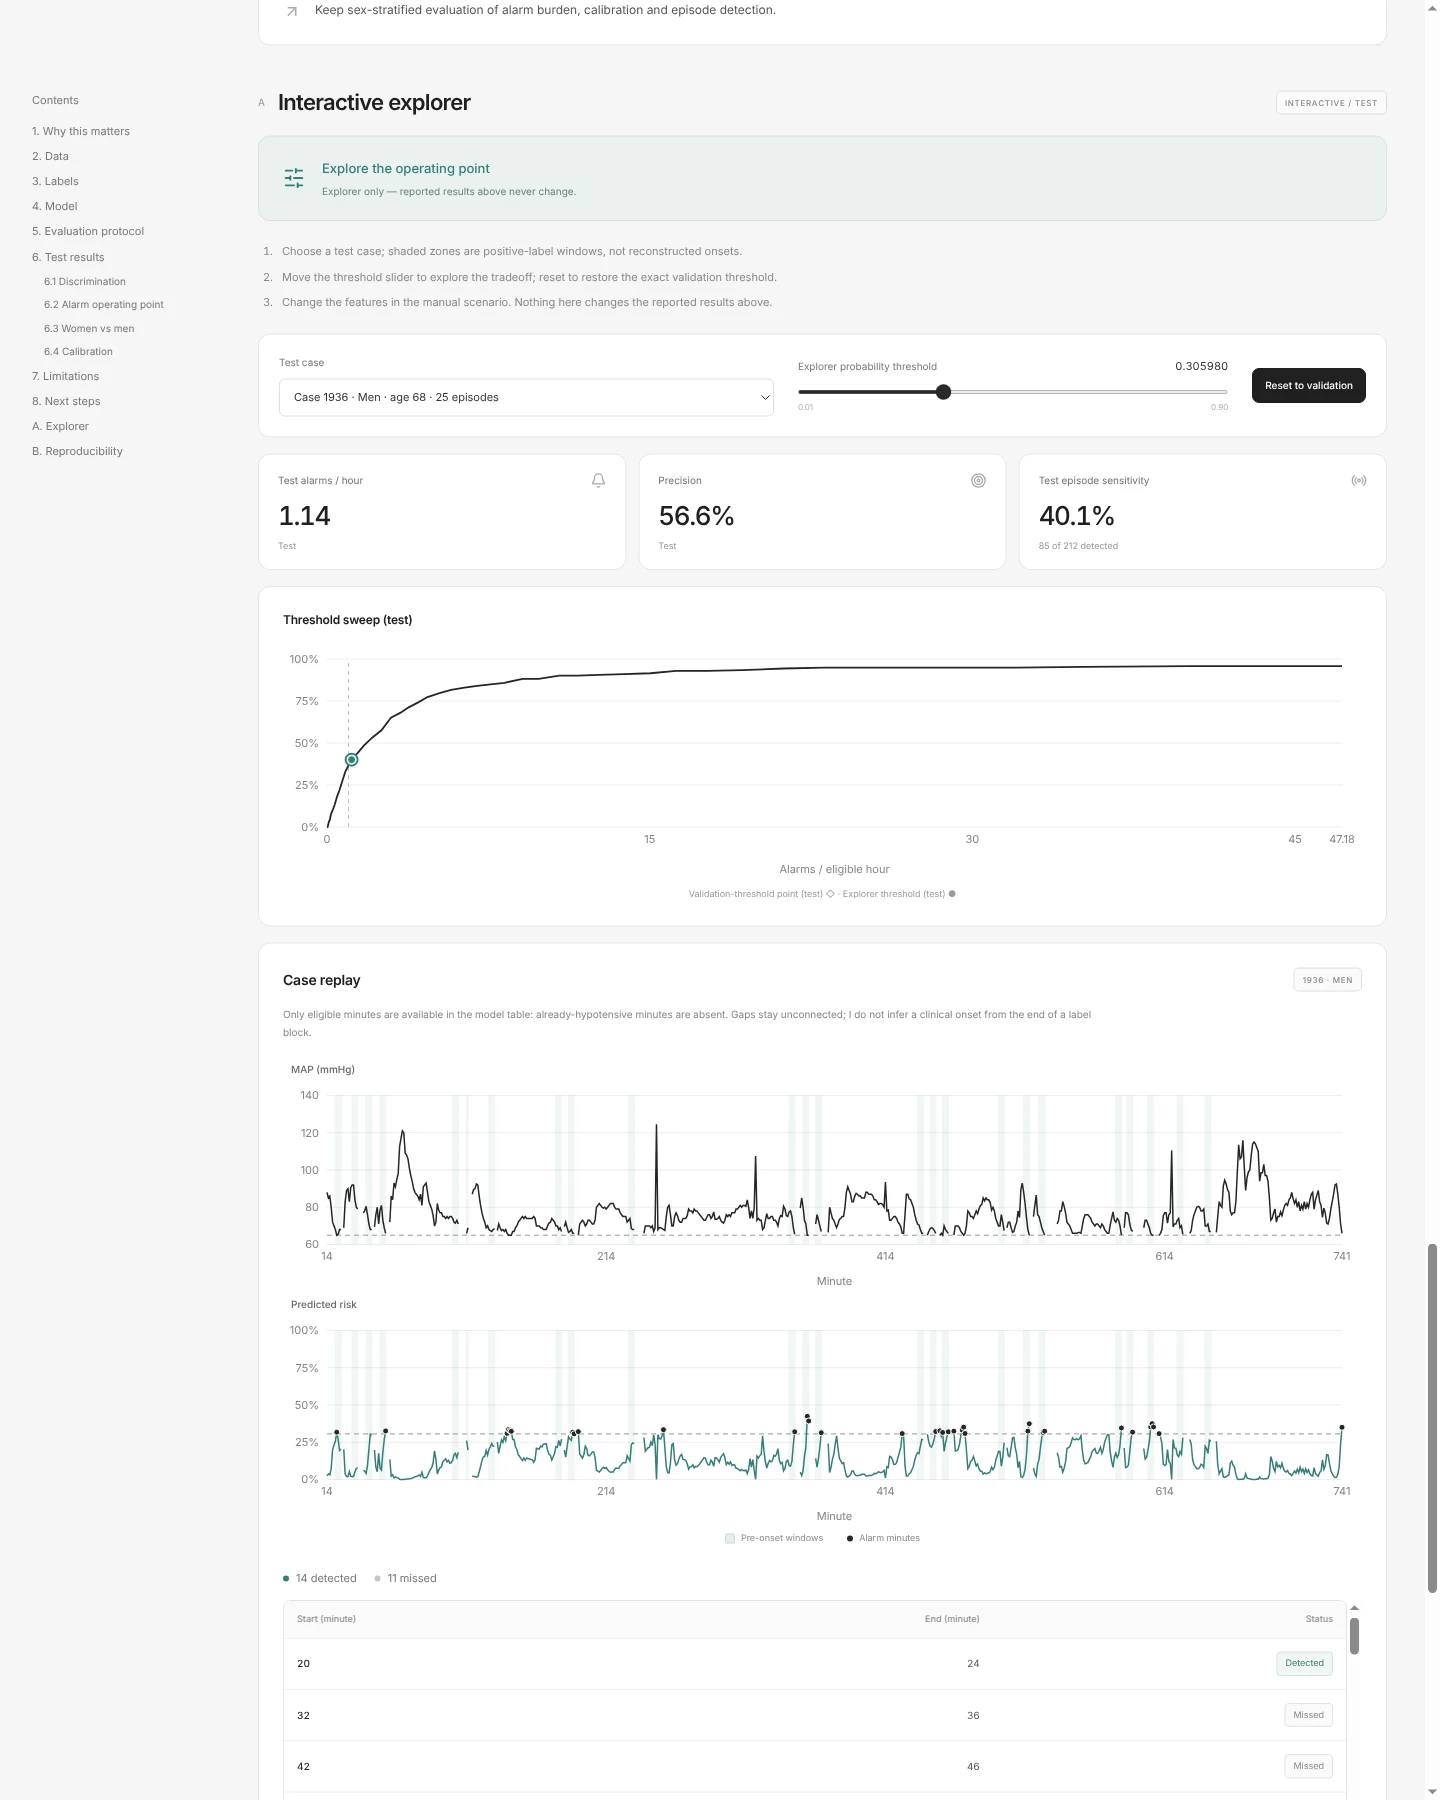 Keep sex-stratified evaluation of alarm burden, calibration and episode detection.
Contents
1. Why this matters
2. Data
3. Labels
4. Model
5. Evaluation protocol
6. Test results
6.1 Discrimination
6.2 Alarm operating point
6.3 Women vs men
6.4 Calibration
7. Limitations
8. Next steps
A. Explorer
B. Reproducibility
A Interactive explorer
INTERACTIVE / TEST
Explore the operating point
Explorer only — reported results above never change.
1. Choose a test case; shaded zones are positive-label windows, not reconstructed onsets.
2. Move the threshold slider to explore the tradeoff; reset to restore the exact validation threshold.
3. Change the features in the manual scenario. Nothing here changes the reported results above.
Test case
Case 1936 · Men · age 68 · 25 episodes
Explorer probability threshold 0.305980
0.01 0.90
Reset to validation
Test alarms / hour
1.14
Test
Precision
56.6%
Test
Test episode sensitivity
40.1%
85 of 212 detected
Threshold sweep (test)
100%
75%
50%
25%
0%
0 15 30 45 47.18
Alarms / eligible hour
Validation-threshold point (test) ◇ · Explorer threshold (test) ●
Case replay
1936 · MEN
Only eligible minutes are available in the model table: already-hypotensive minutes are absent. Gaps stay unconnected; I do not infer a clinical onset from the end of a label
block.
MAP (mmHg)
140
120
100
80
60
14 214 414 614 741
Minute
Predicted risk
100%
75%
50%
25%
0%
14 214 414 614 741
Minute
Pre-onset windows Alarm minutes
14 detected 11 missed
Start (minute) End (minute) Status
20 24 Detected
32 36 Missed
42 46 Missed